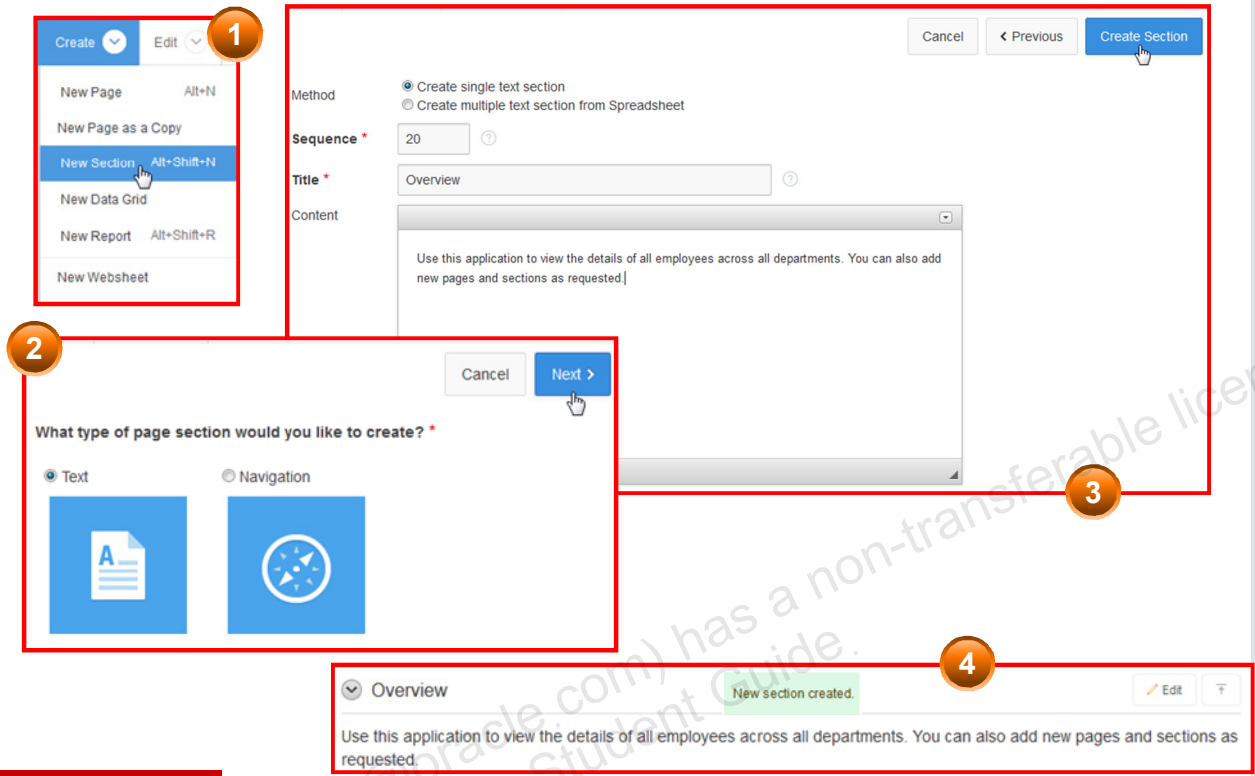 1
Create
Edit
New Page Alt+N
New Page as a Copy
New Section Alt+Shift+N
New Data Grid
New Report Alt+Shift+R
New Websheet
2
Cancel
Next >
What type of page section would you like to create? *
Text
Navigation
A
3
Cancel
< Previous
Create Section
Method
Create single text section
Create multiple text section from Spreadsheet
Sequence *
20
?
Title *
Overview
?
Content
Use this application to view the details of all employees across all departments. You can also add
new pages and sections as requested.
4
Overview
New section created.
Edit
Use this application to view the details of all employees across all departments. You can also add new pages and sections as
requested.
oracle.com) has a non-transferable
Student Guide.